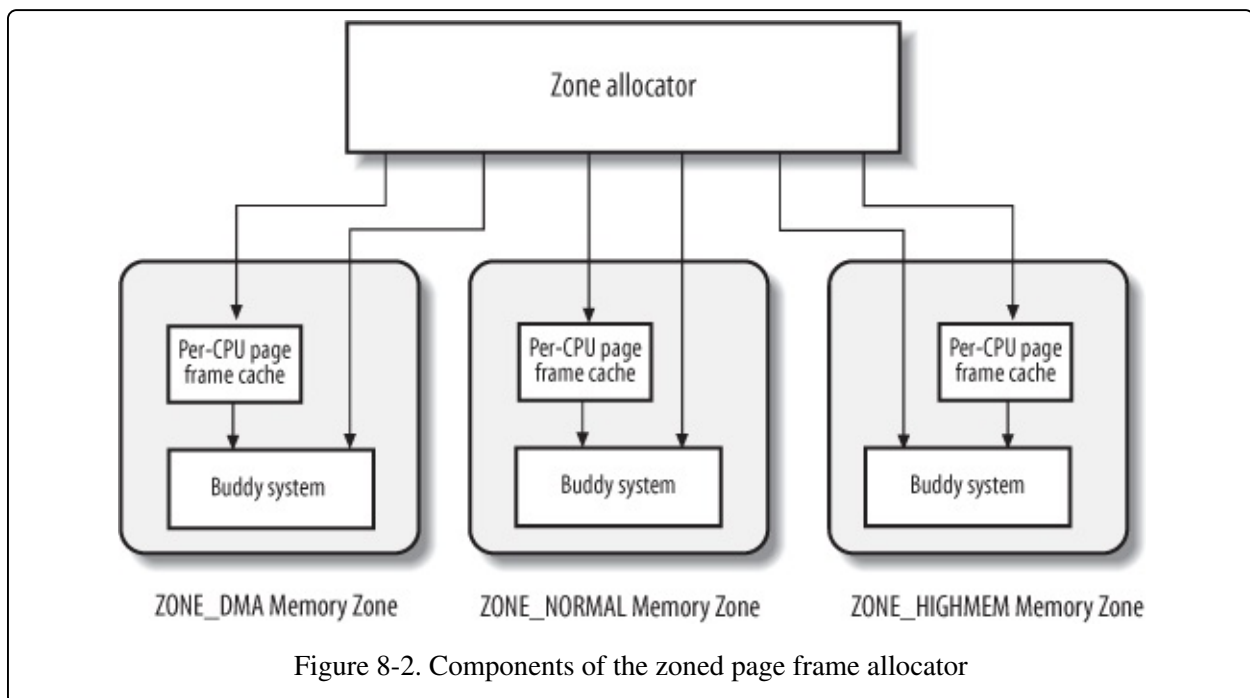 Zone allocator
Per-CPU page
frame cache
Buddy system
Per-CPU page
frame cache
Buddy system
Per-CPU page
frame cache
Buddy system
ZONE_DMA Memory Zone
ZONE_NORMAL Memory Zone
ZONE_HIGHMEM Memory Zone
Figure 8-2. Components of the zoned page frame allocator